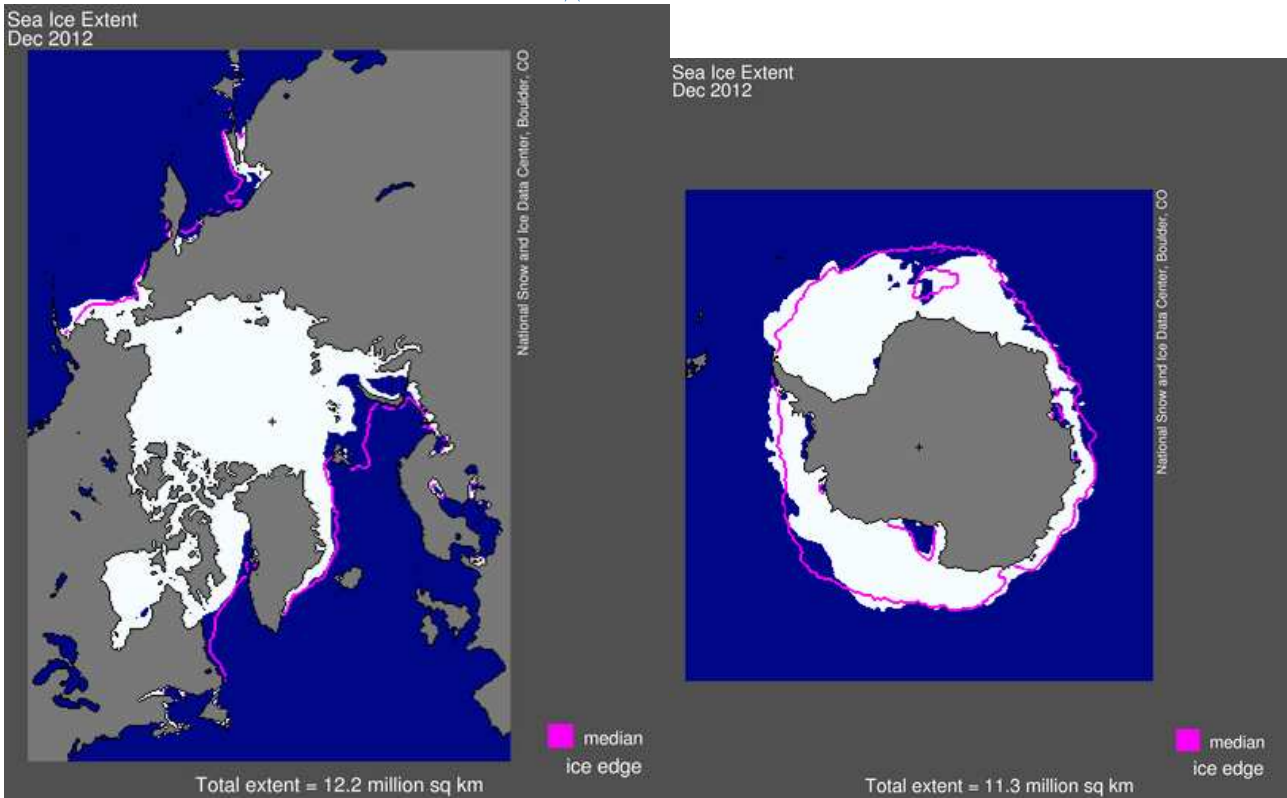 Sea Ice Extent
Dec 2012
National Snow and Ice Data Center, Boulder, CO
median
ice edge
Total extent = 12.2 million sq km
Sea Ice Extent
Dec 2012
National Snow and Ice Data Center, Boulder, CO
median
ice edge
Total extent = 11.3 million sq km